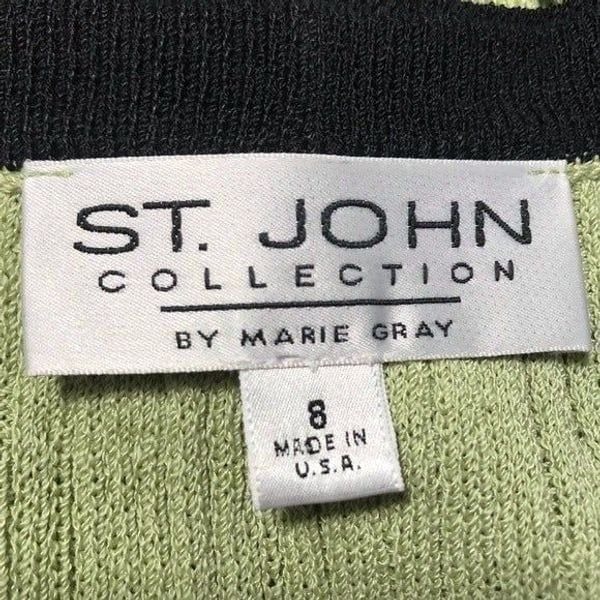 ST. JOHN
COLLECTION
BY MARIE GRAY
8
MADE IN
U.S.A.